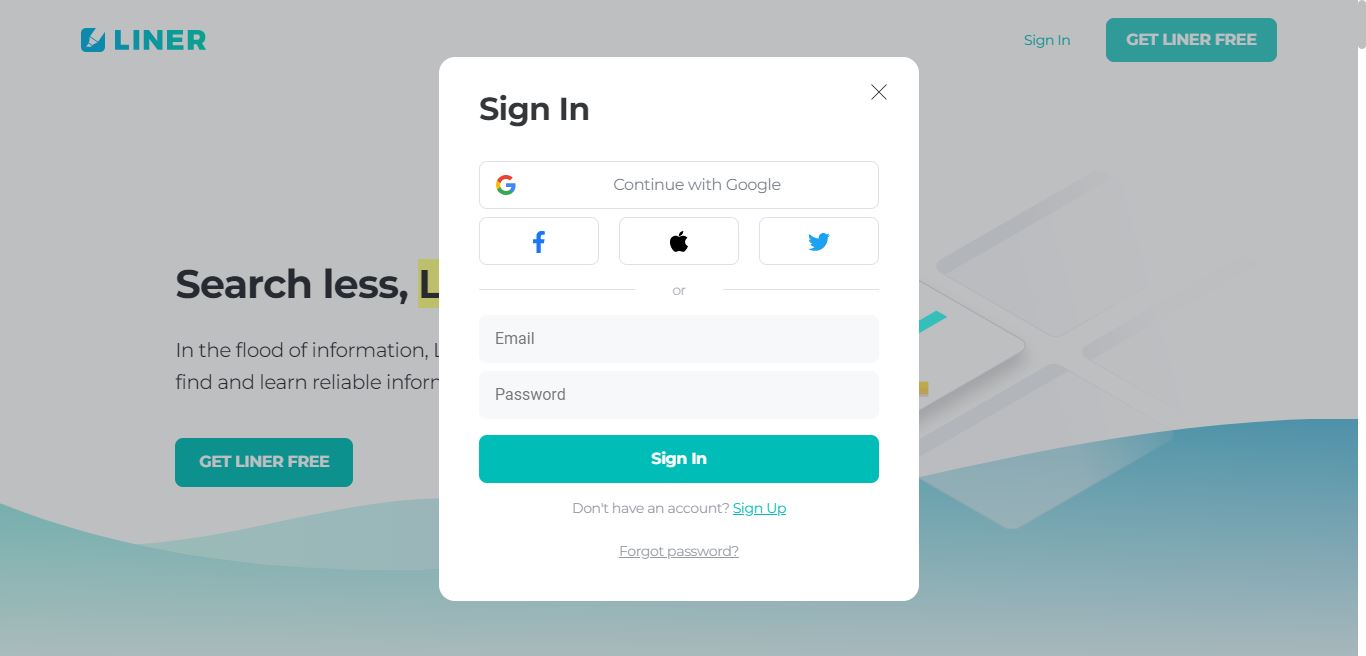 LINER
Sign In
GET LINER FREE
Sign In
Continue with Google
or
Email
Password
Sign In
Don't have an account? Sign Up
Forgot password?
Search less, L
In the flood of information, L
find and learn reliable inforr
GET LINER FREE